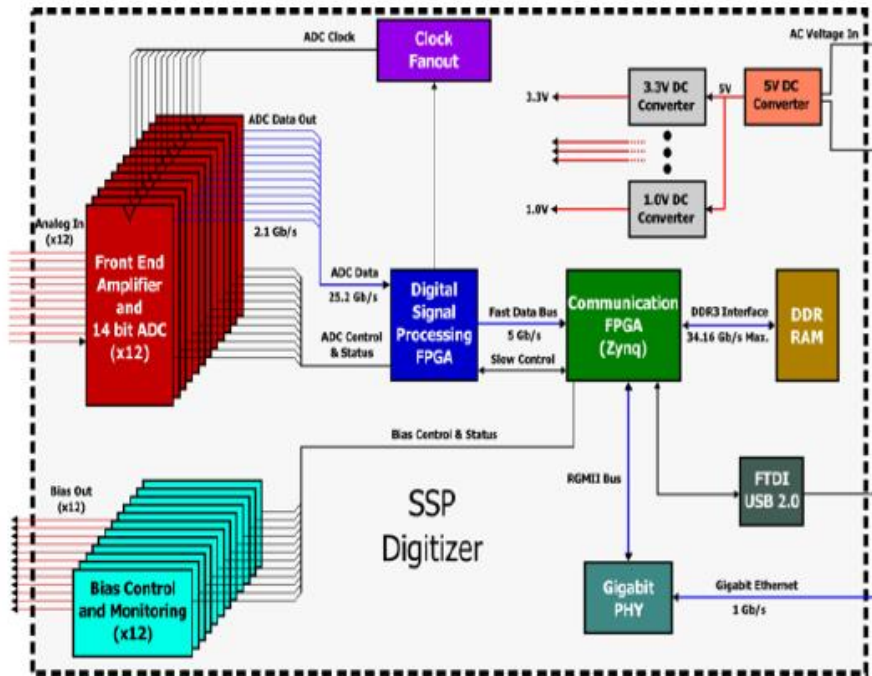 ADC Clock
Clock
Fanout
AC Voltage In
3.3V
3.3V DC
Converter
5V
5V DC
Converter
ADC Data Out
1.0V
1.0V DC
Converter
Analog In
(x12)
2.1 Gb/s
Front End
Amplifier
and
14 bit ADC
(x12)
ADC Data
25.2 Gb/s
ADC Control
& Status
Digital
Signal
Processing
FPGA
Fast Data Bus
5 Gb/s
Slow Control
Communication
FPGA
(Zynq)
DDR3 Interface
34.16 Gb/s Max.
DDR
RAM
Bias Control & Status
Bias Out
(x12)
RGMII Bus
FTDI
USB 2.0
SSP
Digitizer
Bias Control
and Monitoring
(x12)
Gigabit
PHY
Gigabit Ethernet
1 Gb/s